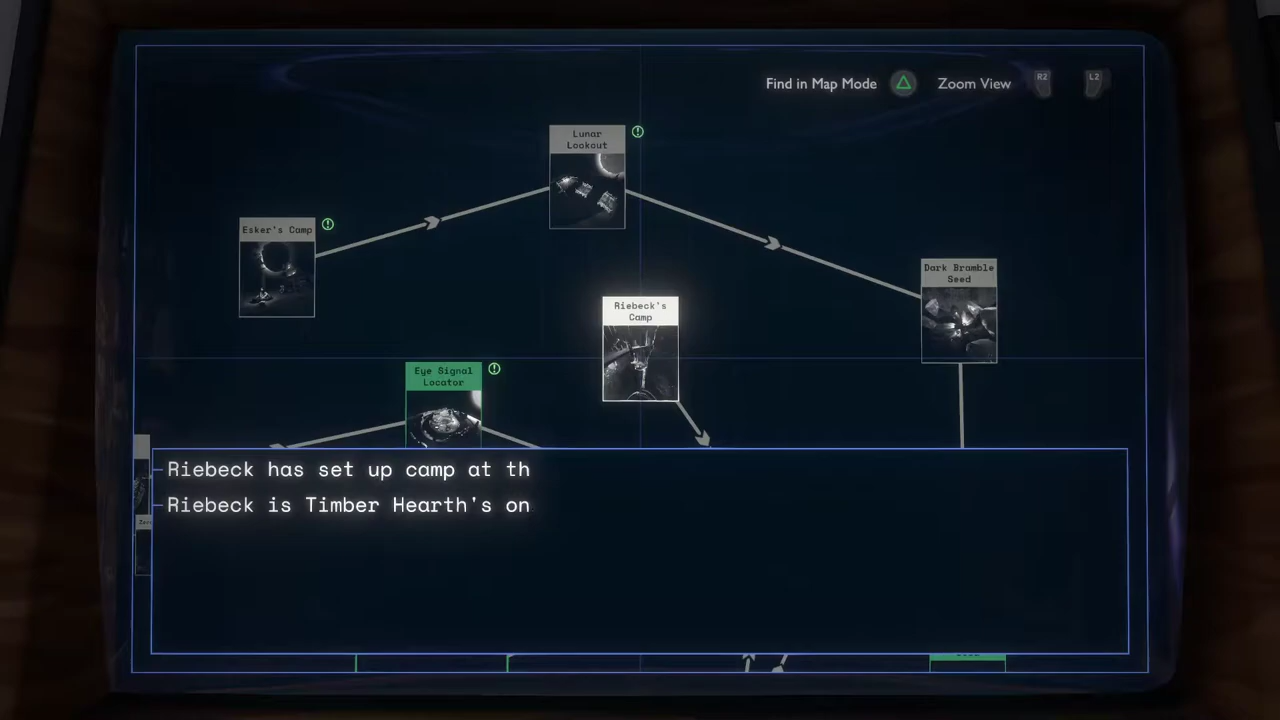 Find in Map Mode
Zoom View
R2
L2
Lunar
Lookout
Esker's Camp
Dark Bramble
Seed
Riebeck's
Camp
Eye Signal
Locator
Riebeck has set up camp at th
Riebeck is Timber Hearth's on